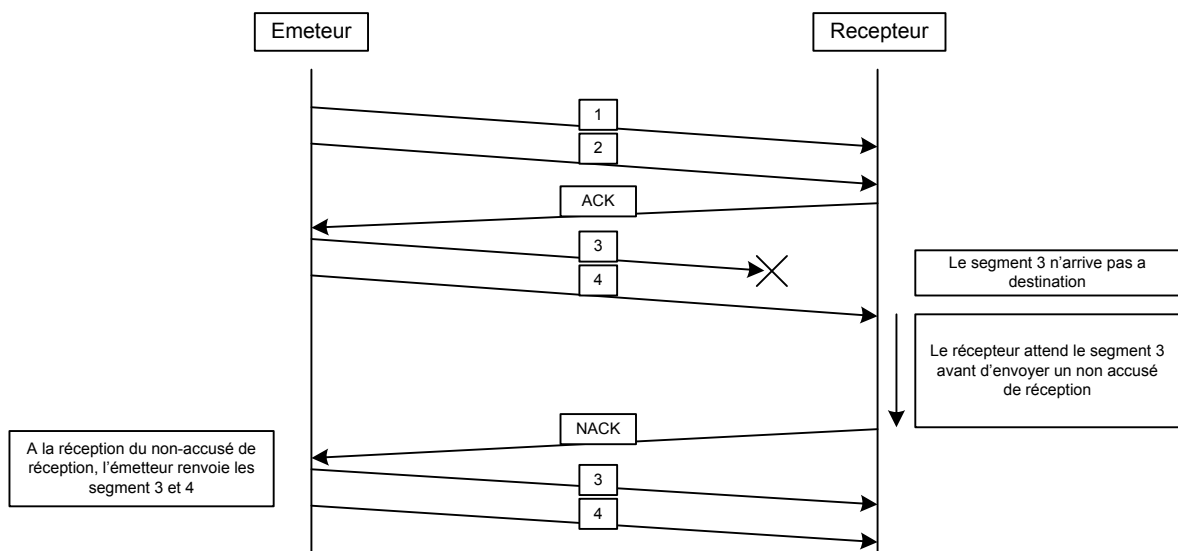 Emeteur
Recepteur
1
2
ACK
3
4
Le segment 3 n’arrive pas a
destination
Le récepteur attend le segment 3
avant d’envoyer un non accusé
de réception
NACK
A la réception du non-accusé de
réception, l’émetteur renvoie les
segment 3 et 4
3
4